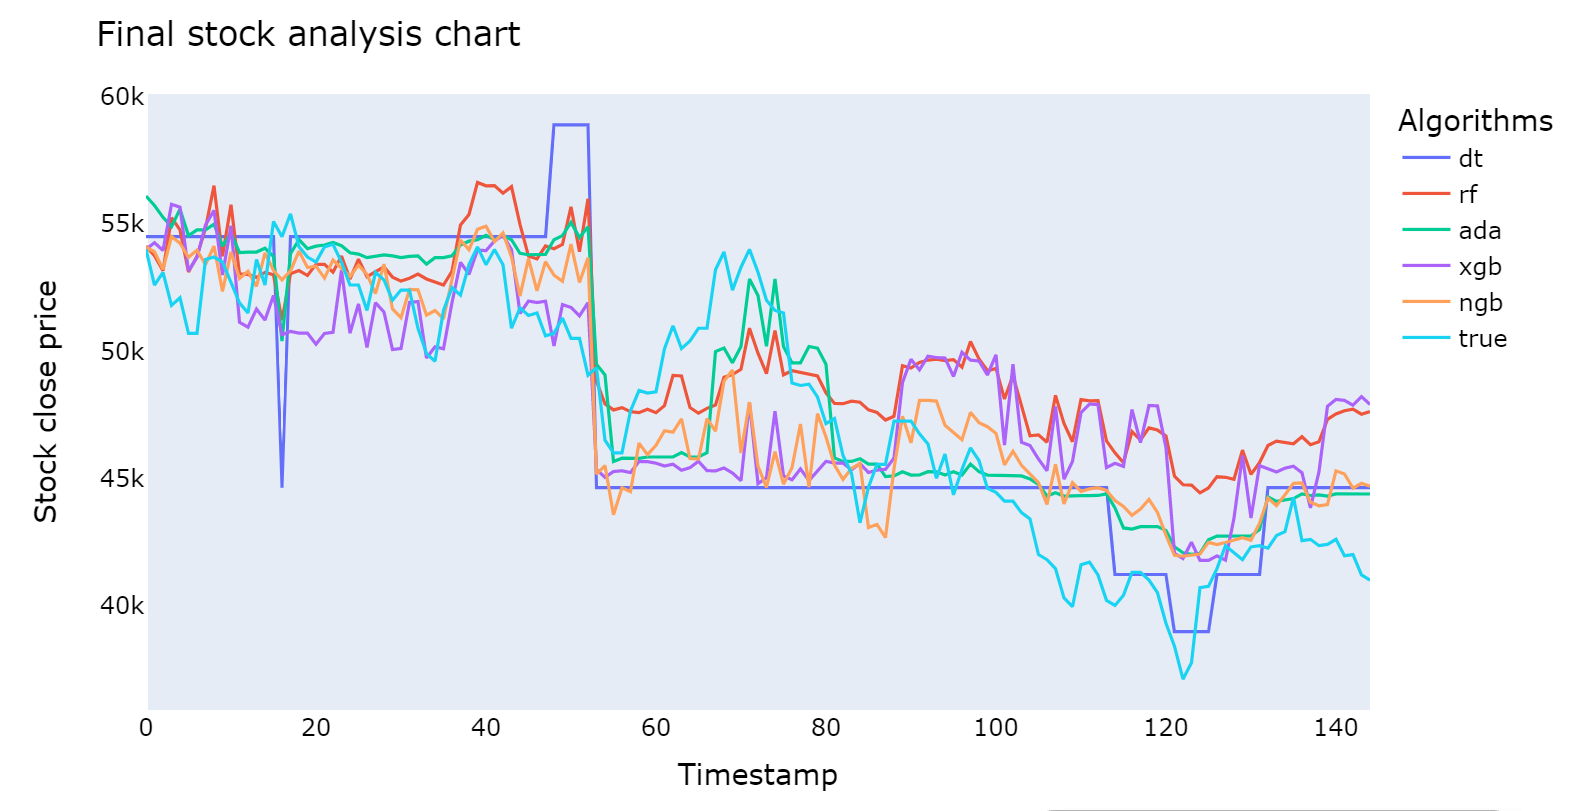 Final stock analysis chart
60k
55k
50k
45k
40k
Stock close price
0 20 40 60 80 100 120 140
Timestamp
Algorithms
dt
rf
ada
xgb
ngb
true